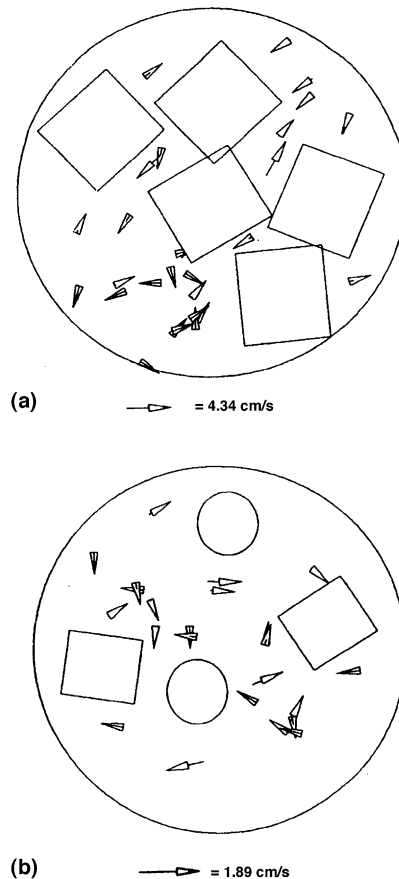 (a)
= 4.34 cm/s
(b)
= 1.89 cm/s